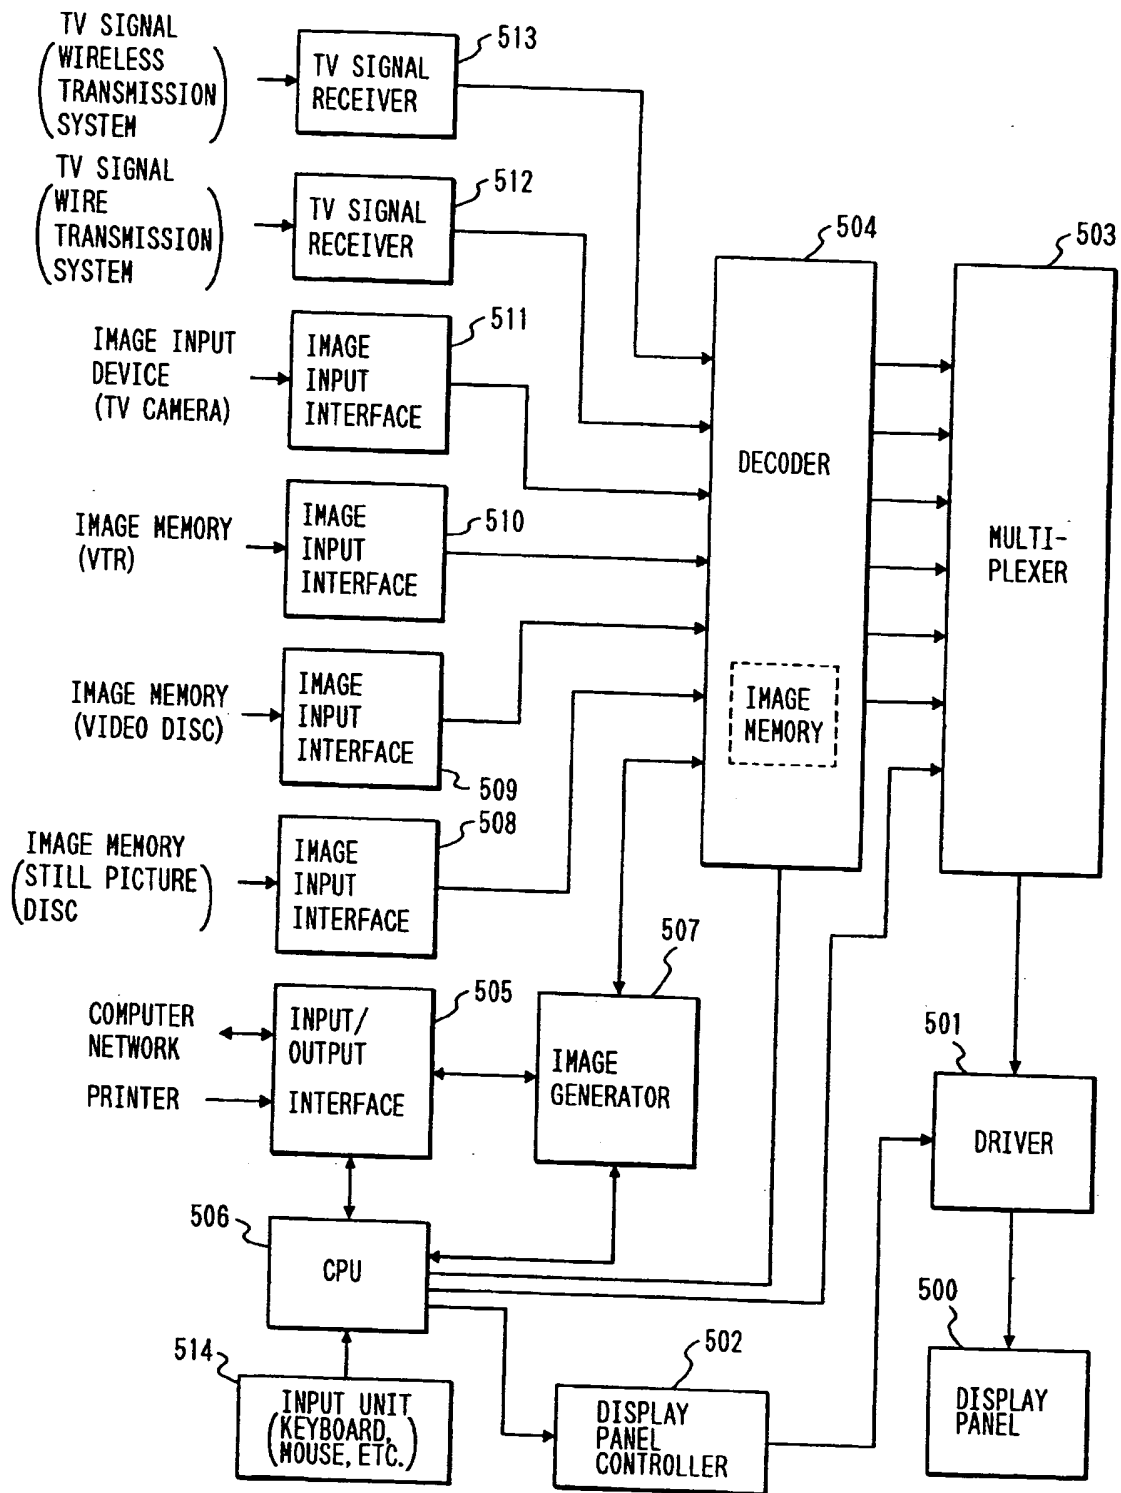 TV SIGNAL
(WIRELESS
TRANSMISSION
SYSTEM)
TV SIGNAL
RECEIVER
513
TV SIGNAL
(WIRE
TRANSMISSION
SYSTEM)
TV SIGNAL
RECEIVER
512
IMAGE INPUT
DEVICE
(TV CAMERA)
IMAGE
INPUT
INTERFACE
511
IMAGE MEMORY
(VTR)
IMAGE
INPUT
INTERFACE
510
IMAGE MEMORY
(VIDEO DISC)
IMAGE
INPUT
INTERFACE
509
IMAGE MEMORY
(STILL PICTURE
DISC)
IMAGE
INPUT
INTERFACE
508
504
DECODER
IMAGE
MEMORY
503
MULTI-
PLEXER
COMPUTER
NETWORK
PRINTER
INPUT/
OUTPUT
INTERFACE
505
507
IMAGE
GENERATOR
501
DRIVER
506
CPU
500
DISPLAY
PANEL
514
INPUT UNIT
(KEYBOARD,
MOUSE, ETC.)
502
DISPLAY
PANEL
CONTROLLER